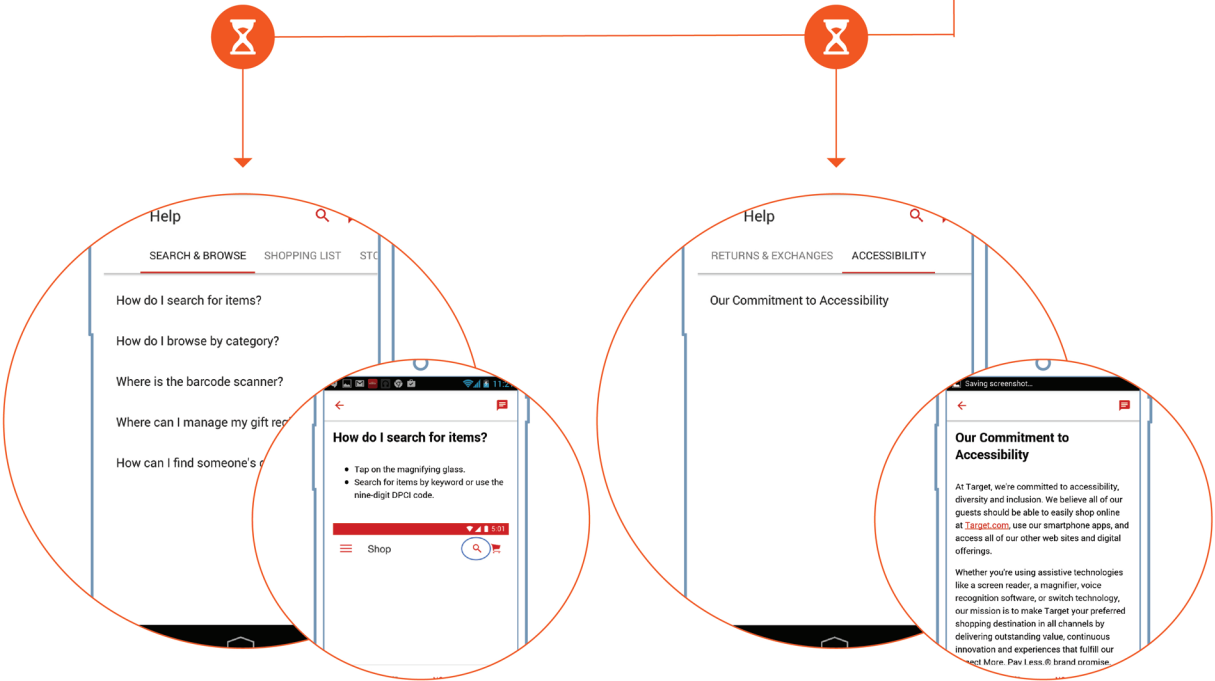 Help
SEARCH & BROWSE SHOPPING LIST
How do I search for items?
How do I browse by category?
Where is the barcode scanner?
Where can I manage my gift
How can I find someone's
11:2
How do I search for items?
Tap on the magnifying glass.
Search for items by keyword or use the
nine-digit DPCI code.
5:01
Shop
Help
RETURNS & EXCHANGES ACCESSIBILITY
Our Commitment to Accessibility
Saving screenshot...
Our Commitment to
Accessibility
At Target, we're committed to accessibility,
diversity and inclusion. We believe all of our
guests should be able to easily shop online
at Target.com, use our smartphone apps, and
access all of our other web sites and digital
offerings.
Whether you're using assistive technologies
like a screen reader, a magnifier, voice
recognition software, or switch technology,
our mission is to make Target your preferred
shopping destination in all channels by
delivering outstanding value, continuous
innovation and experiences that fulfill our
More. Pay Less.® brand promise.